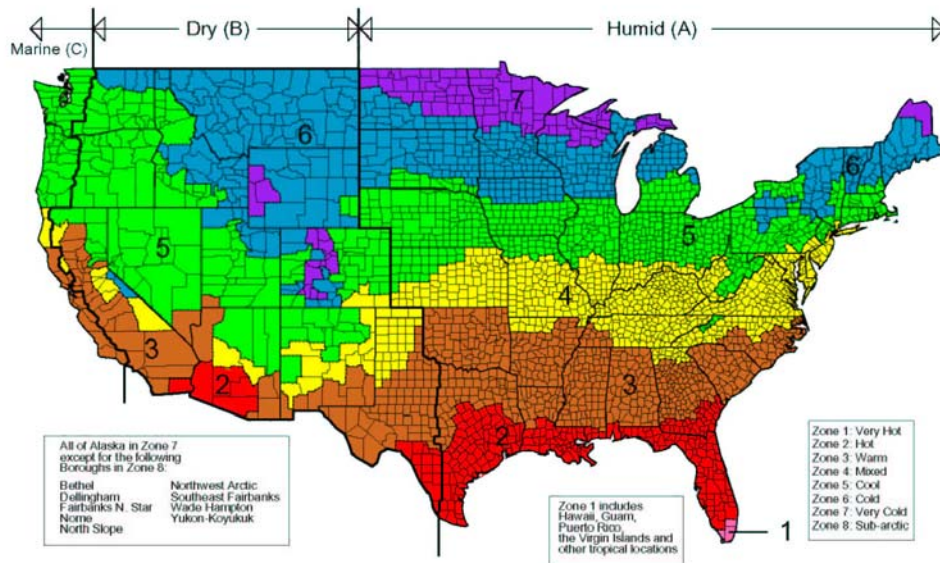 Marine (C)
Dry (B)
Humid (A)
7
6
6
5
5
4
3
3
2
2
1
All of Alaska in Zone 7
except for the following
Boroughs in Zone 8:
Bethel Northwest Arctic
Dellingham Southeast Fairbanks
Fairbanks N. Star Wade Hampton
Nome Yukon-Koyukuk
North Slope
Zone 1 includes
Hawaii, Guam,
Puerto Rico,
the Virgin Islands and
other tropical locations
Zone 1: Very Hot
Zone 2: Hot
Zone 3: Warm
Zone 4: Mixed
Zone 5: Cool
Zone 6: Cold
Zone 7: Very Cold
Zone 8: Sub-arctic